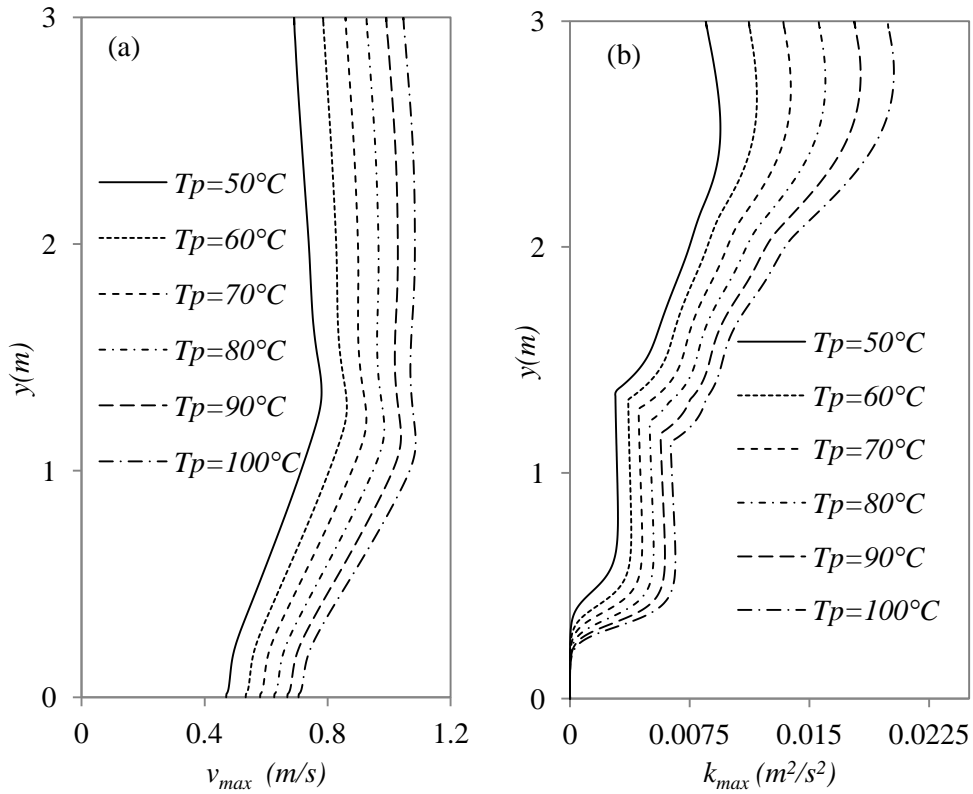 (a)
3
2
1
0
y(m)
Tp=50°C
Tp=60°C
Tp=70°C
Tp=80°C
Tp=90°C
Tp=100°C
0 0.4 0.8 1.2
vmax (m/s)
(b)
3
2
1
0
y(m)
Tp=50°C
Tp=60°C
Tp=70°C
Tp=80°C
Tp=90°C
Tp=100°C
0 0.0075 0.015 0.0225
kmax (m²/s²)